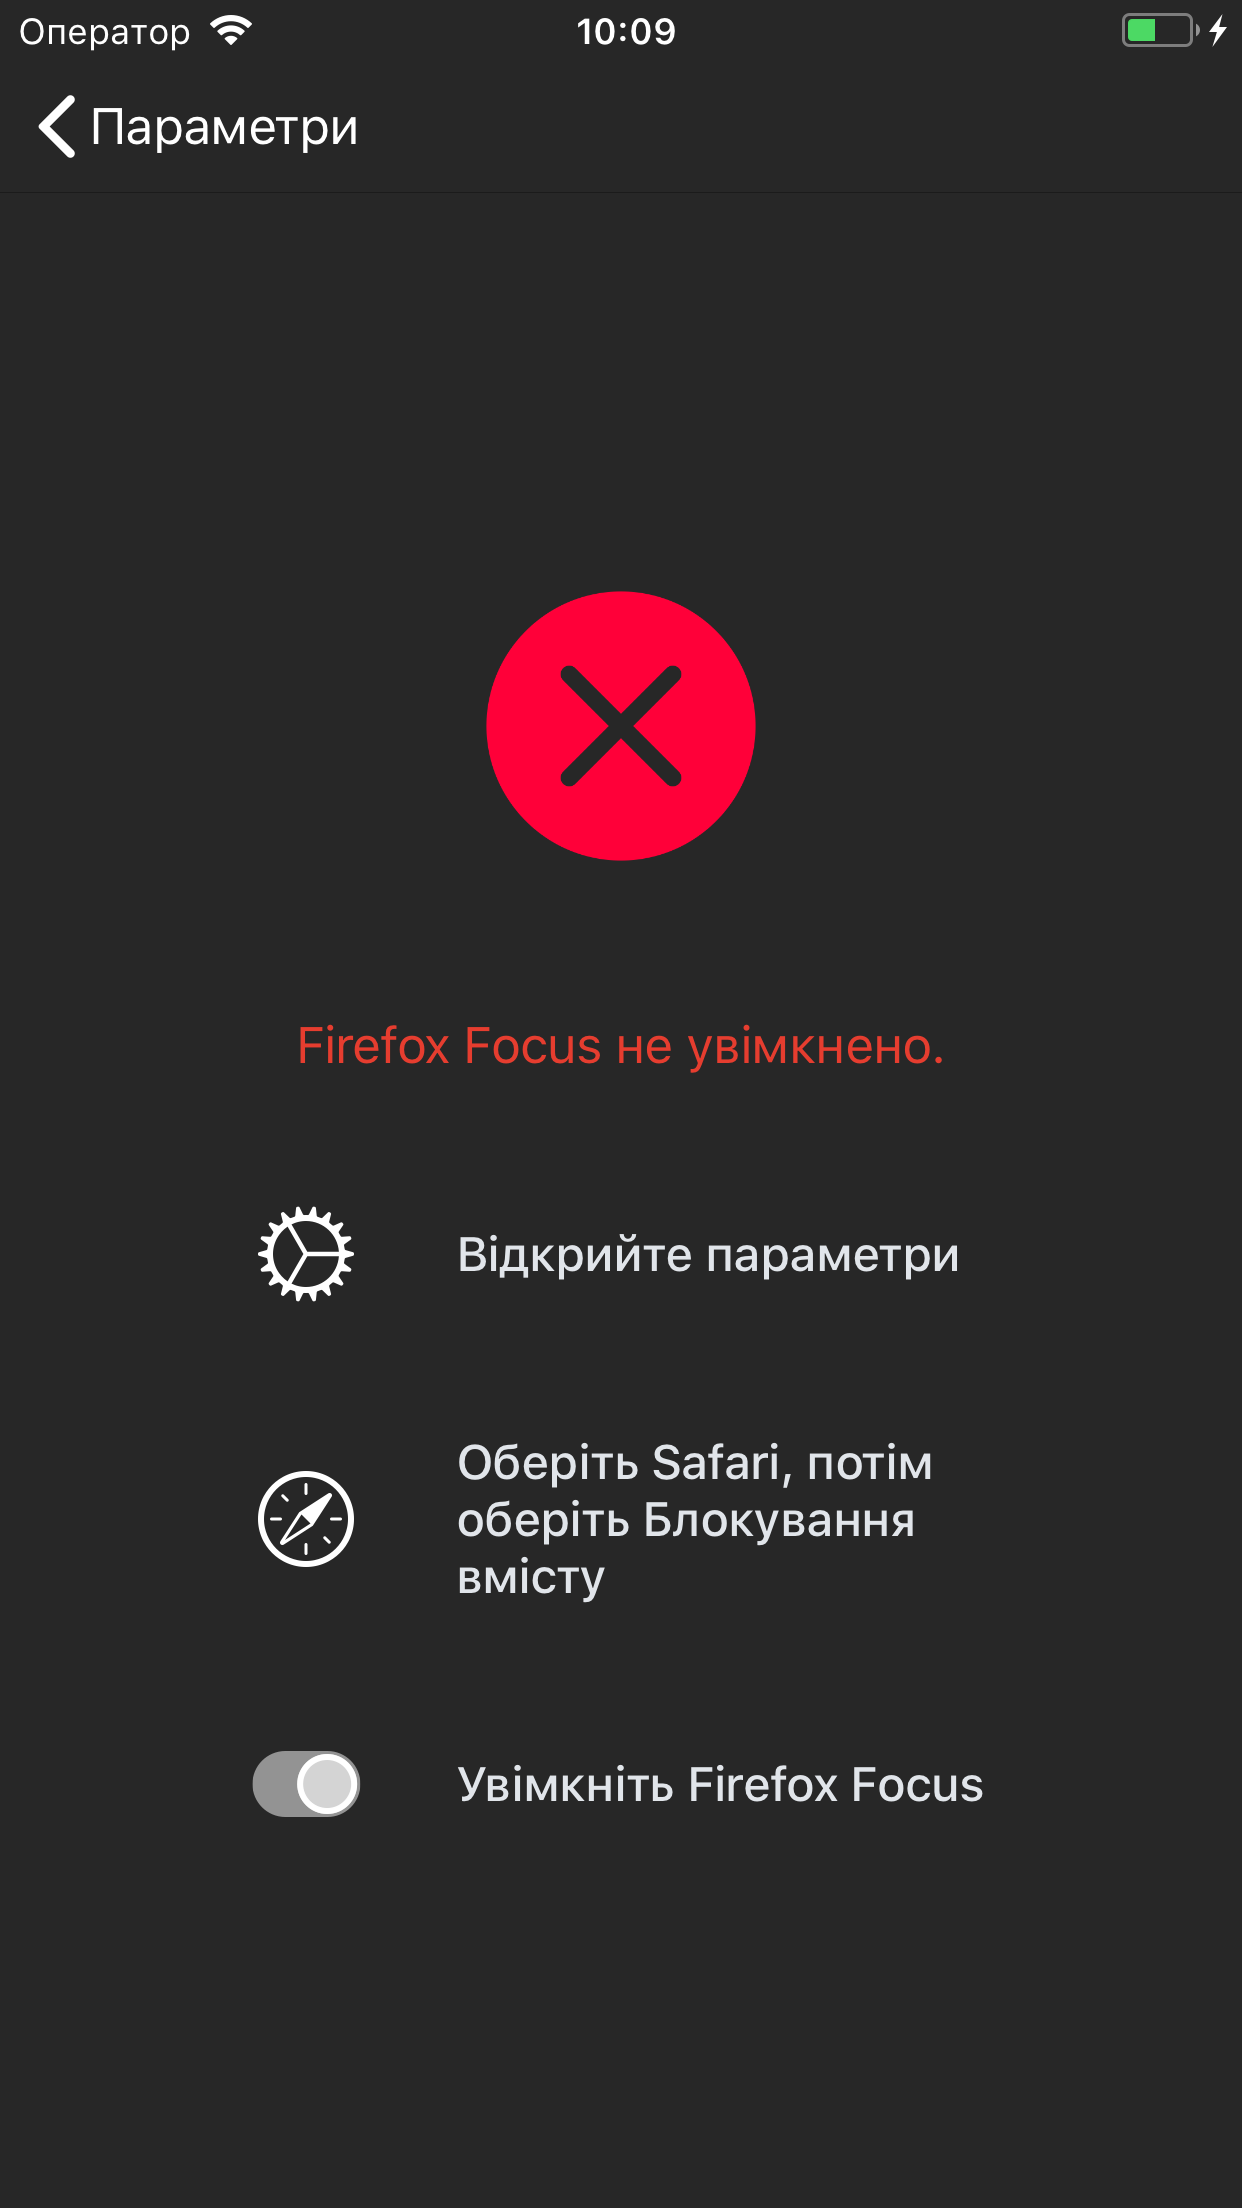 Оператор 10:09
Параметри
Firefox Focus не увімкнено.
Відкрийте параметри
Оберіть Safari, потім
оберіть Блокування
вмісту
Увімкніть Firefox Focus